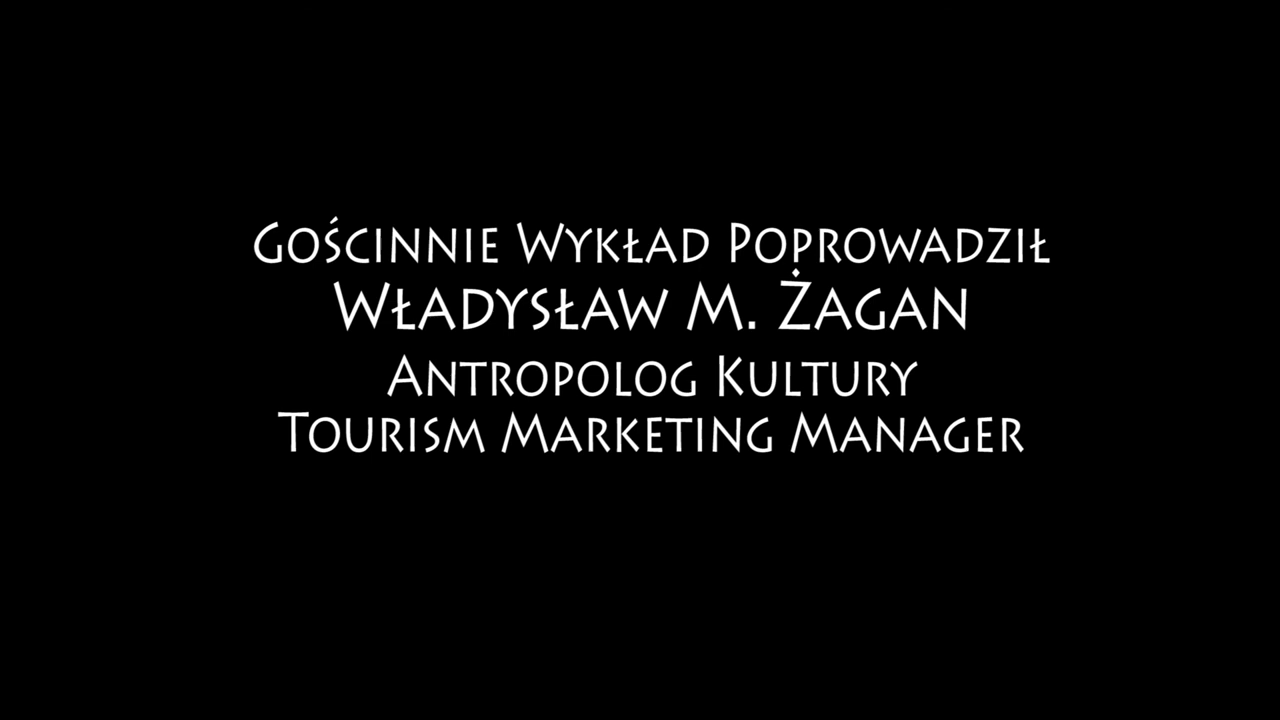 Gościnnie Wykład Poprowadził
Władysław M. Żagan
Antropolog Kultury
Tourism Marketing Manager